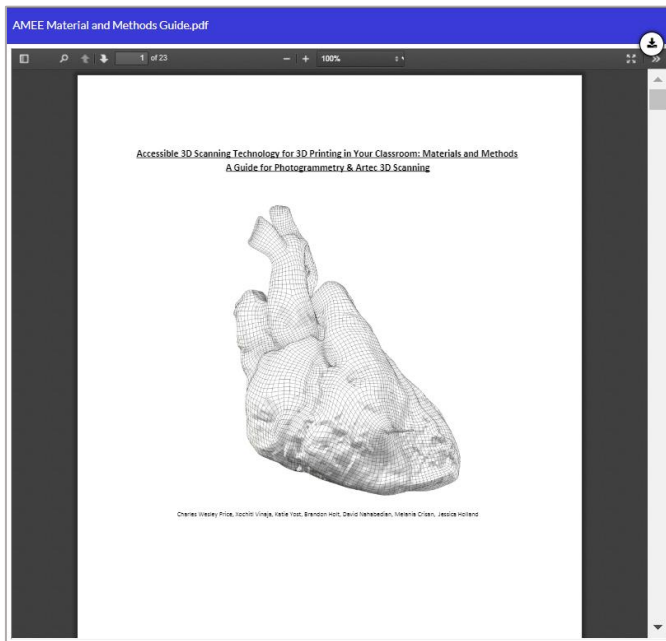 AMEE Material and Methods Guide.pdf
1 of 23
100%
Accessible 3D Scanning Technology for 3D Printing in Your Classroom: Materials and Methods
A Guide for Photogrammetry & Artec 3D Scanning
Charles Wesley Price, Xochitl Vinaja, Katie Yost, Brandon Holt, David Nahabedian, Melania Crisan, Jessica Holland